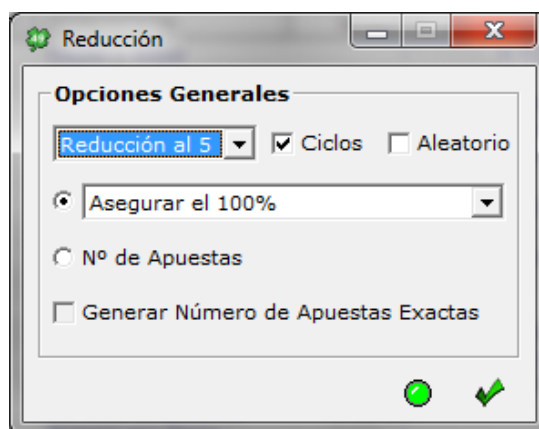 Reducción
Opciones Generales
Reducción al 5 Ciclos Aleatorio
Asegurar el 100%
Nº de Apuestas
Generar Número de Apuestas Exactas